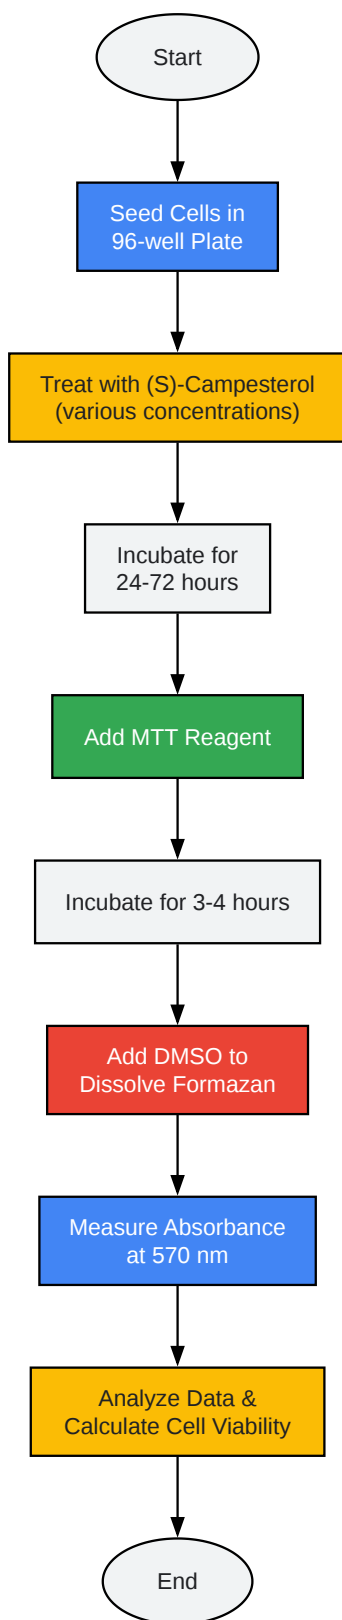 Start
Seed Cells in
96-well Plate
Treat with (S)-Campesterol
(various concentrations)
Incubate for
24-72 hours
Add MTT Reagent
Incubate for 3-4 hours
Add DMSO to
Dissolve Formazan
Measure Absorbance
at 570 nm
Analyze Data &
Calculate Cell Viability
End